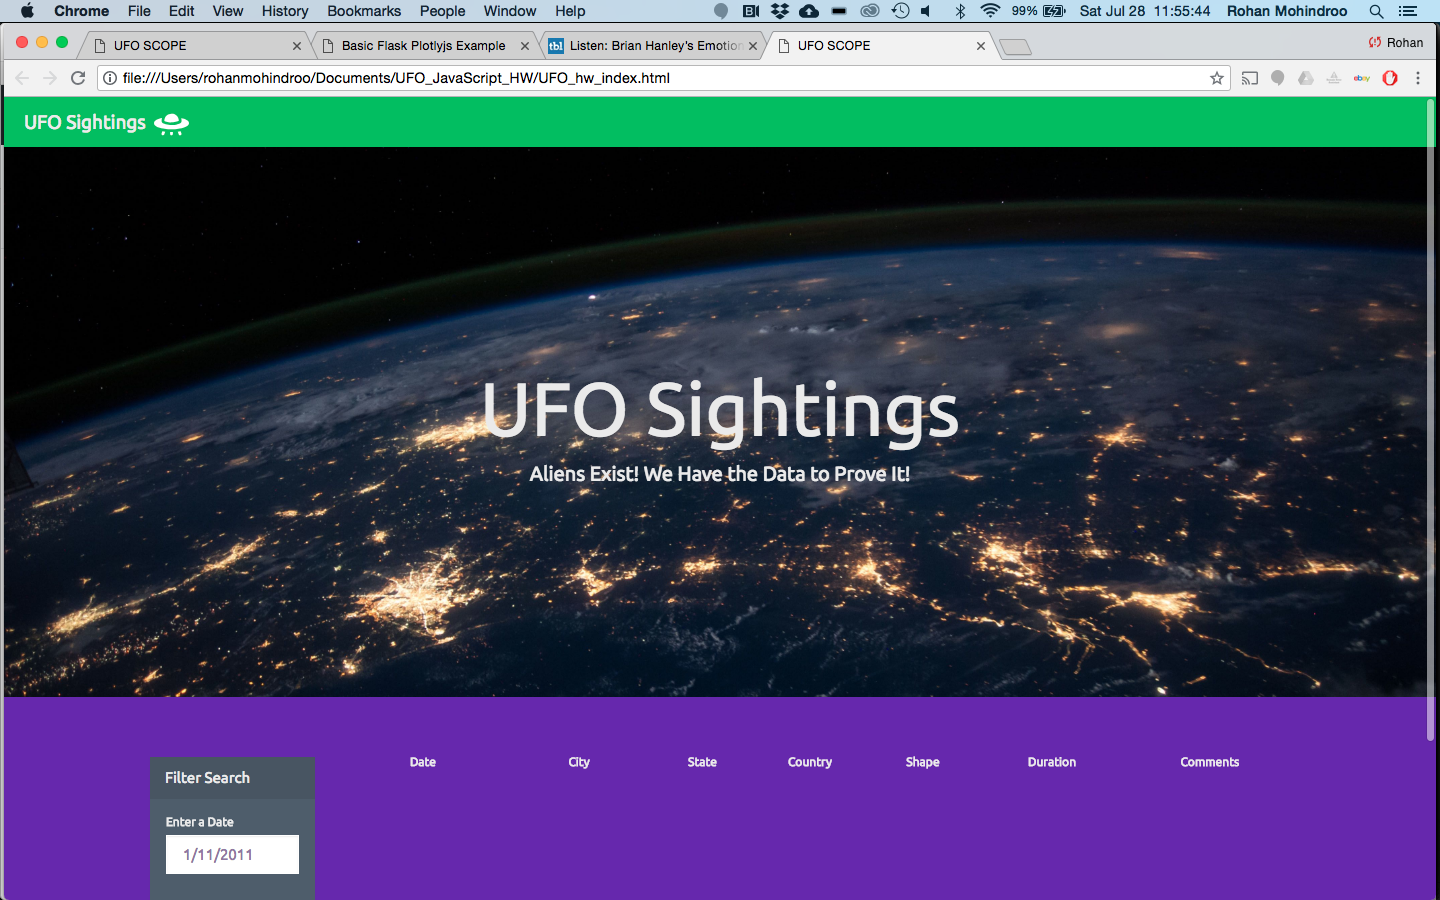 Chrome File Edit View History Bookmarks People Window Help 99% Sat Jul 28 11:55:44 Rohan Mohindroo
UFO SCOPE Basic Flask Plotlyjs Example tbl Listen: Brian Hanley's Emotion UFO SCOPE Rohan
file:///Users/rohanmohindroo/Documents/UFO_JavaScript_HW/UFO_hw_index.html ebay
UFO Sightings
UFO Sightings
Aliens Exist! We Have the Data to Prove It!
Date City State Country Shape Duration Comments
Filter Search
Enter a Date
1/11/2011